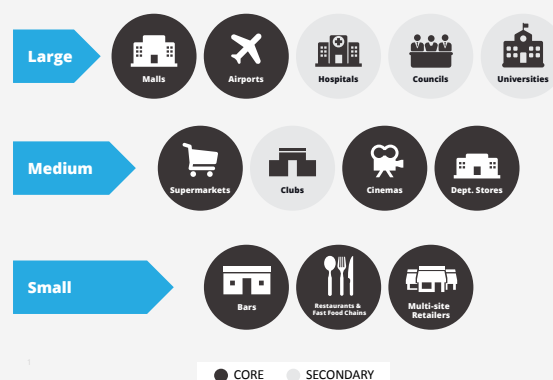 Large
Malls
Airports
Hospitals
Councils
Universities
Medium
Supermarkets
Clubs
Cinemas
Dept. Stores
Small
Bars
Restaurants &
Fast Food Chains
Multi-site
Retailers
CORE
SECONDARY